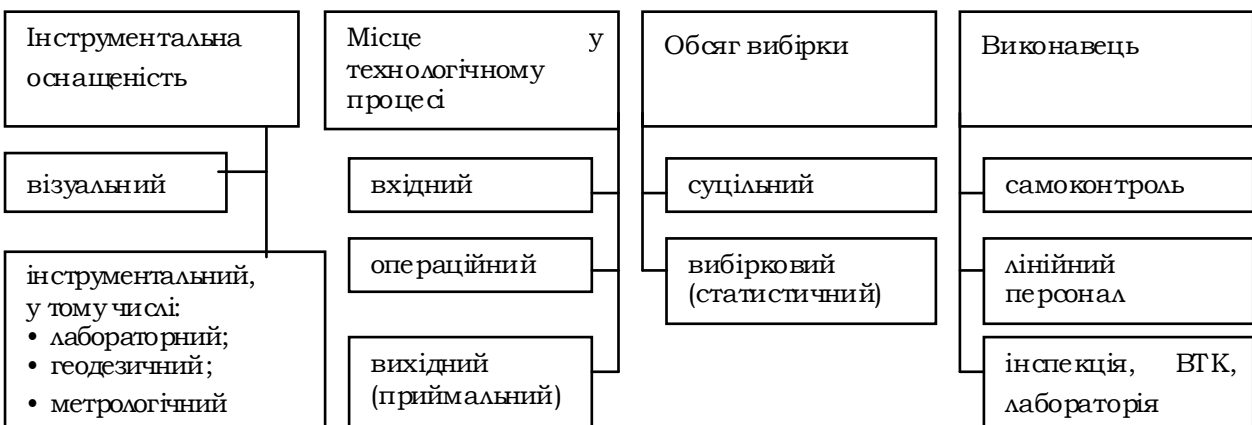 Інструментальна
оснащеність
візуальний
інструментальний,
у тому числі:
• лабораторний;
• геодезичний;
• метрологічний
Місце у
технологічному
процесі
вхідний
операційний
вихідний
(приймальний)
Обсяг вибірки
суцільний
вибірковий
(статистичний)
Виконавець
самоконтроль
лінійний
персонал
інспекція, ВТК,
лабораторія